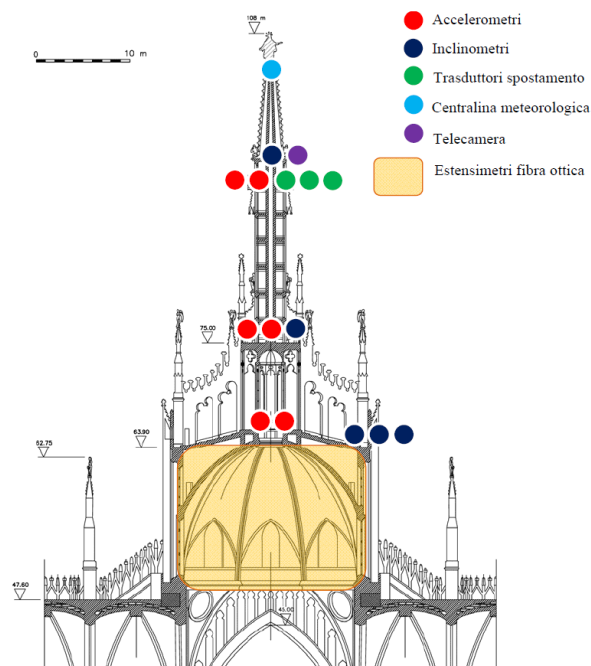 108 m
0 10 m
Accelerometri
Inclinometri
Trasduttori spostamento
Centralina meteorologica
Telecamera
Estensimetri fibra ottica
75.00
63.90
52.75
47.60
45.00